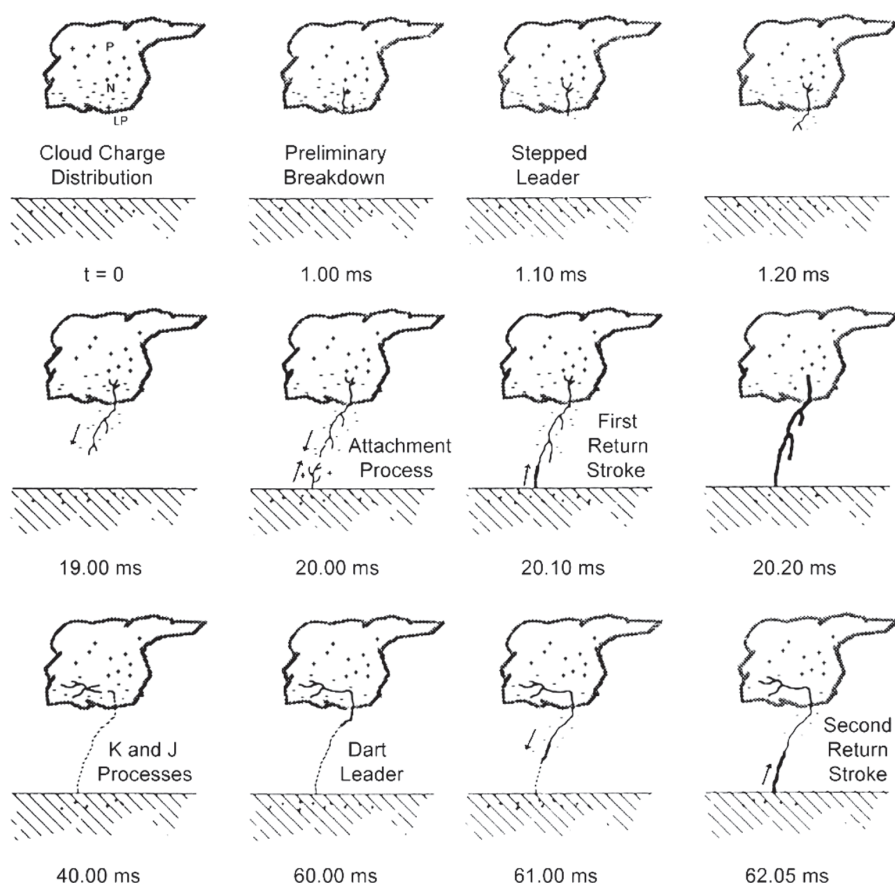 P
N
LP
Cloud Charge
Distribution
Preliminary
Breakdown
Stepped
Leader
t = 0
1.00 ms
1.10 ms
1.20 ms
Attachment
Process
First
Return
Stroke
19.00 ms
20.00 ms
20.10 ms
20.20 ms
K and J
Processes
Dart
Leader
Second
Return
Stroke
40.00 ms
60.00 ms
61.00 ms
62.05 ms